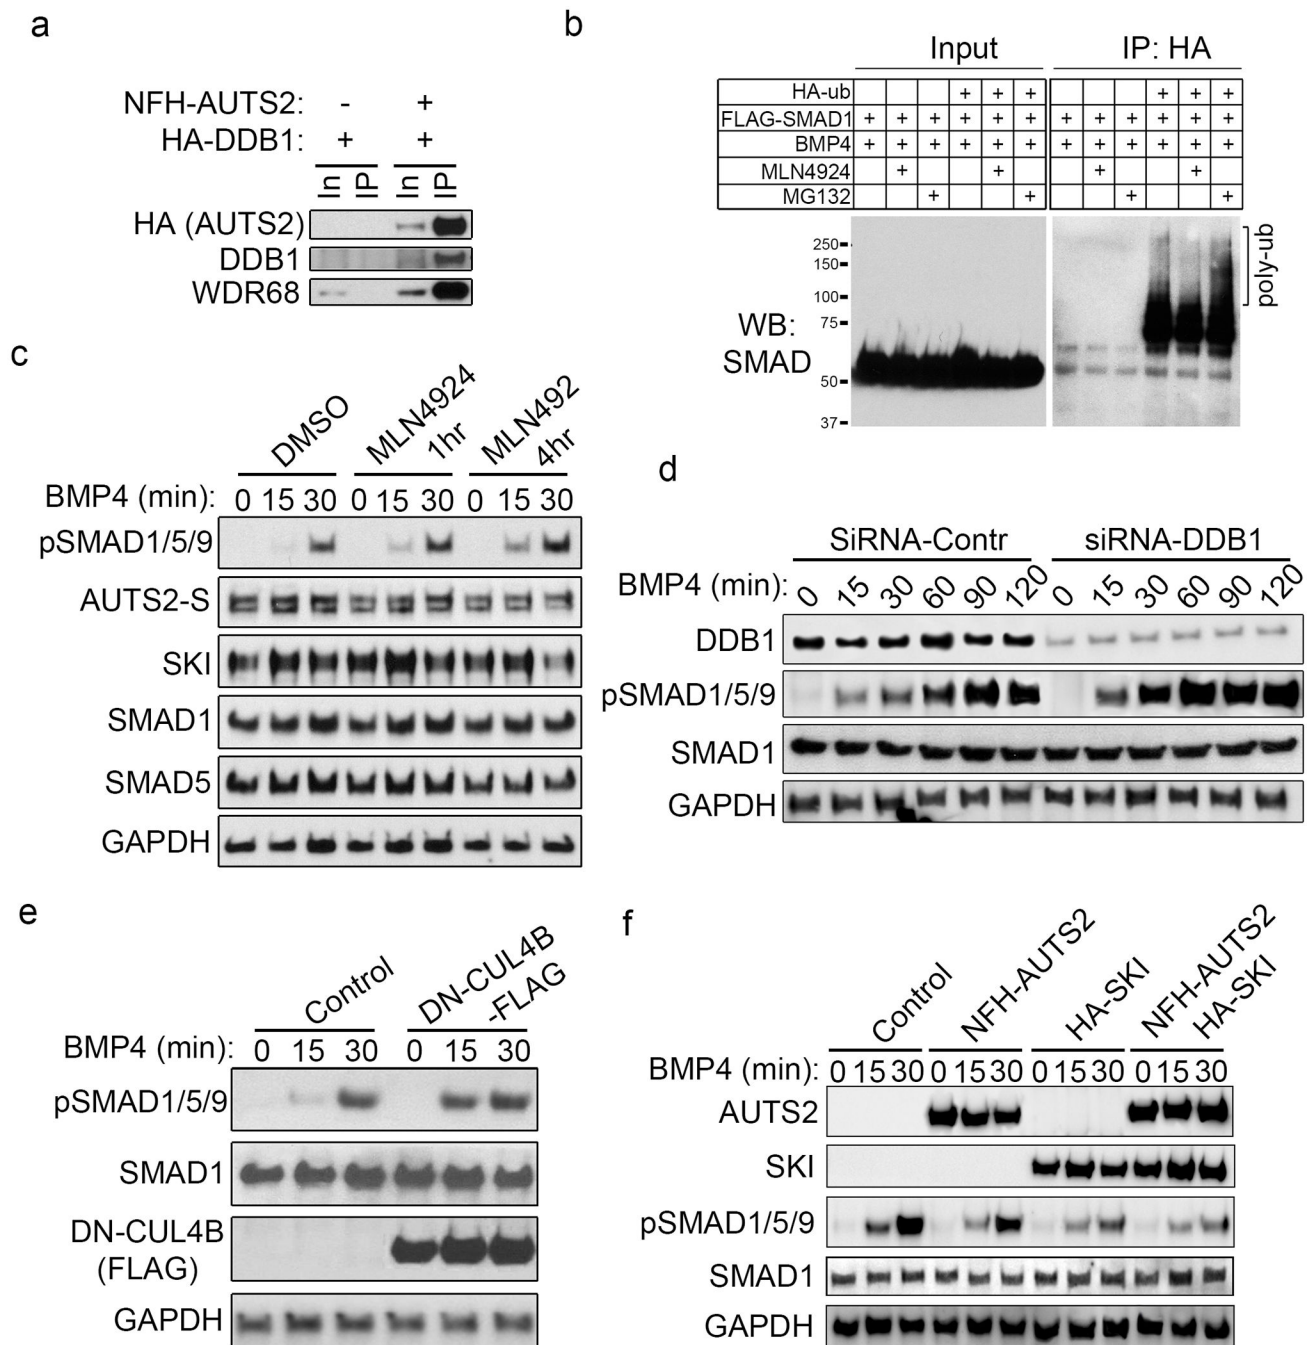 a
NFH-AUTS2: - +
HA-DDB1: + +
In IP In IP
HA (AUTS2)
DDB1
WDR68
b
Input IP: HA
HA-ub + + + + + +
FLAG-SMAD1 + + + + + + + + + + + +
BMP4 + + + + + + + + + + + +
MLN4924 + + + +
MG132 + + + +
250
150
100
75
50
37
WB:
SMAD
poly-ub
c
DMSO
MLN4924
1hr
MLN492
4hr
BMP4 (min): 0 15 30 0 15 30 0 15 30
pSMAD1/5/9
AUTS2-S
SKI
SMAD1
SMAD5
GAPDH
d
SiRNA-Contr siRNA-DDB1
BMP4 (min): 0 15 30 60 90 120 0 15 30 60 90 120
DDB1
pSMAD1/5/9
SMAD1
GAPDH
e
Control
DN-CUL4B
-FLAG
BMP4 (min): 0 15 30 0 15 30
pSMAD1/5/9
SMAD1
DN-CUL4B
(FLAG)
GAPDH
f
Control
NFH-AUTS2
HA-SKI
NFH-AUTS2
HA-SKI
BMP4 (min): 0 15 30 0 15 30 0 15 30 0 15 30
AUTS2
SKI
pSMAD1/5/9
SMAD1
GAPDH